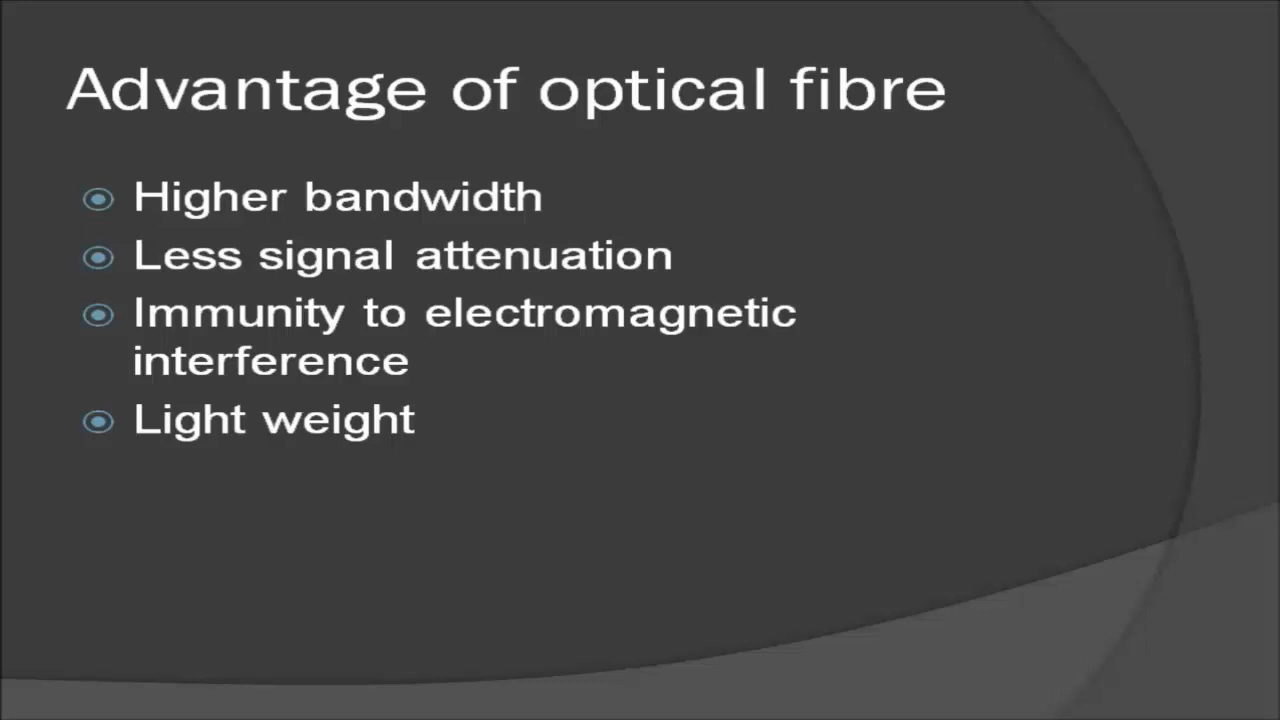 Advantage of optical fibre
Higher bandwidth
Less signal attenuation
Immunity to electromagnetic
interference
Light weight